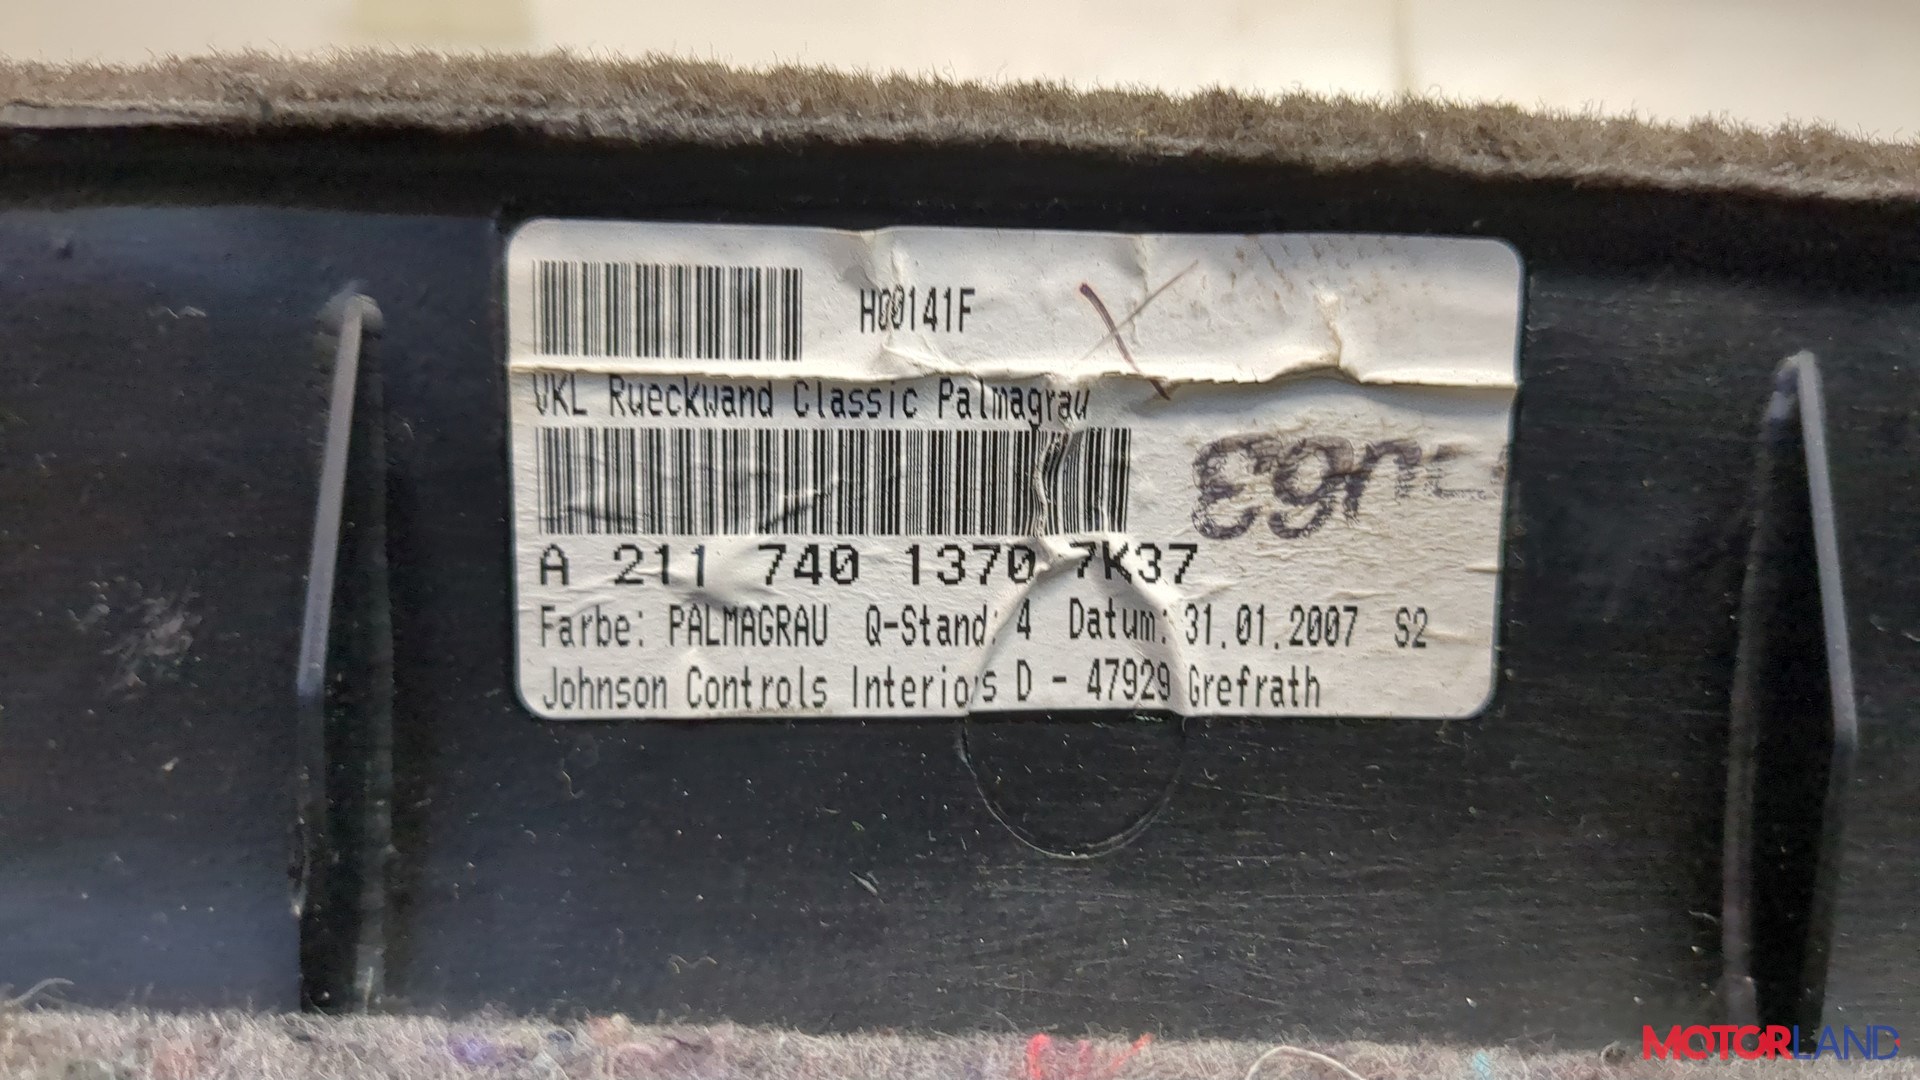 H00141F
VKL Rueckwand Classic Palmagrau
A 211 740 1370 7K37
Farbe: PALMAGRAU Q-Stand: 4 Datum: 31.01.2007 S2
Johnson Controls Interiors D - 47929 Grefrath
MOTORLAND